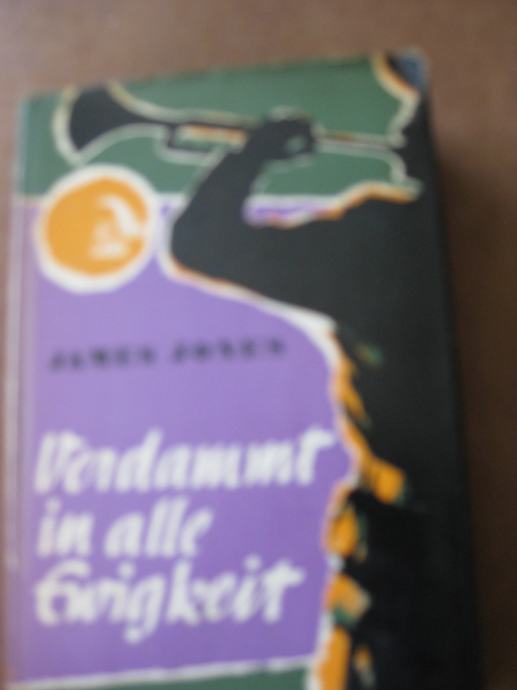 JAMES JONES
Verdammt
in alle
Ewigkeit